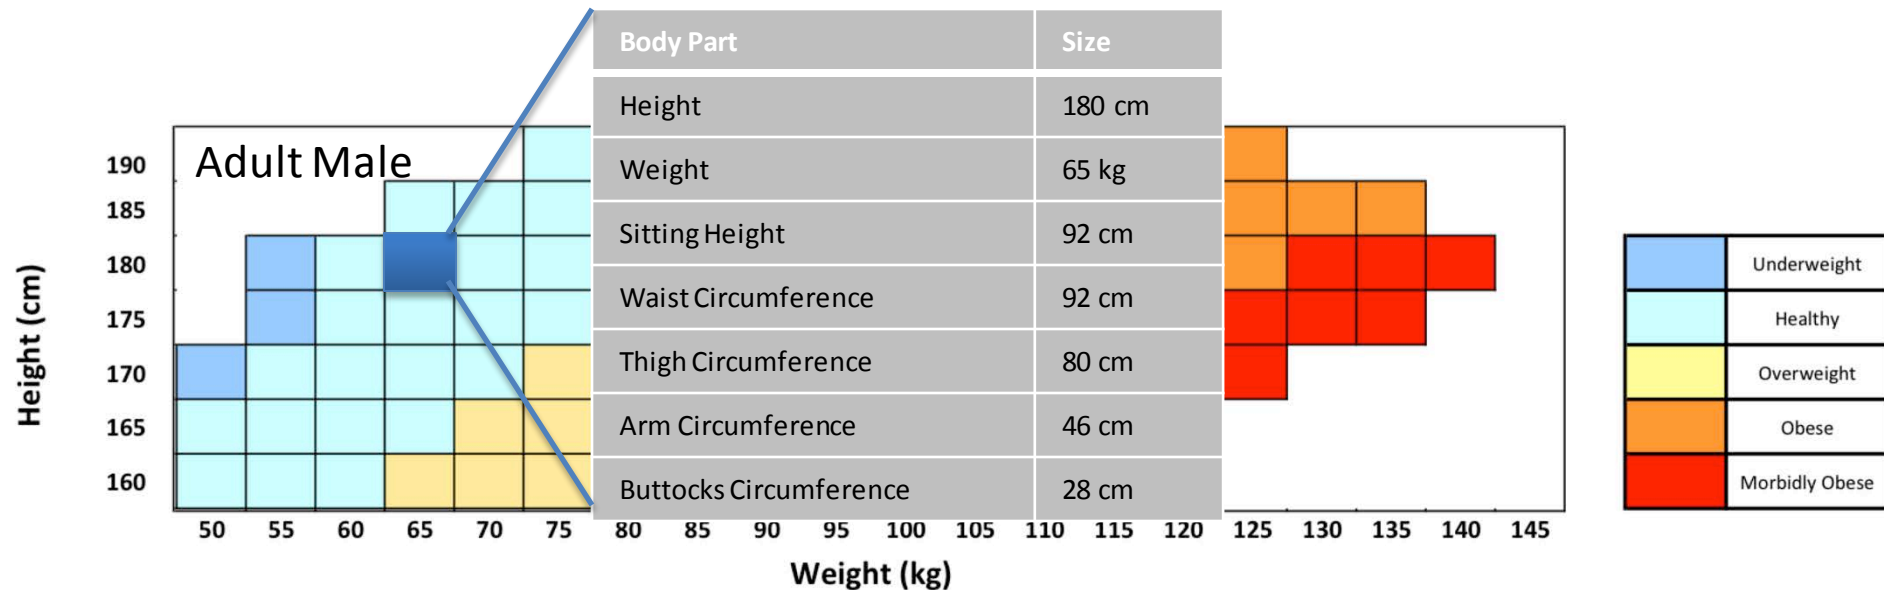 Body Part Size
Height 180 cm
Weight 65 kg
Sitting Height 92 cm
Waist Circumference 92 cm
Thigh Circumference 80 cm
Arm Circumference 46 cm
Buttocks Circumference 28 cm
Adult Male
Height (cm)
190
185
180
175
170
165
160
50 55 60 65 70 75 80 85 90 95 100 105 110 115 120 125 130 135 140 145
Weight (kg)
Underweight
Healthy
Overweight
Obese
Morbidly Obese